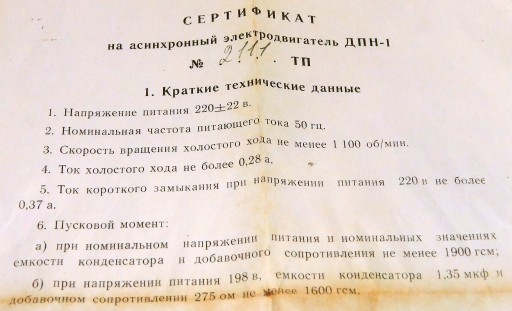 СЕРТИФИКАТ
на асинхронный электродвигатель ДПН-1
№ 2111. ТП
1. Краткие технические данные
1. Напряжение питания 220±22 в.
2. Номинальная частота питающего тока 50 гц.
3. Скорость вращения холостого хода не менее 1 100 об/мин.
4. Ток холостого хода не более 0,28 а.
5. Ток короткого замыкания при напряжении питания 220 в не более
0,37 а.
6. Пусковой момент:
а) при номинальном напряжении питания и номинальных значениях
емкости конденсатора и добавочного сопротивления не менее 1900 гсм;
б) при напряжении питания 198 в, емкости конденсатора 1,35 мкф и
добавочном сопротивлении 275 ом не менее 1600 гсм.